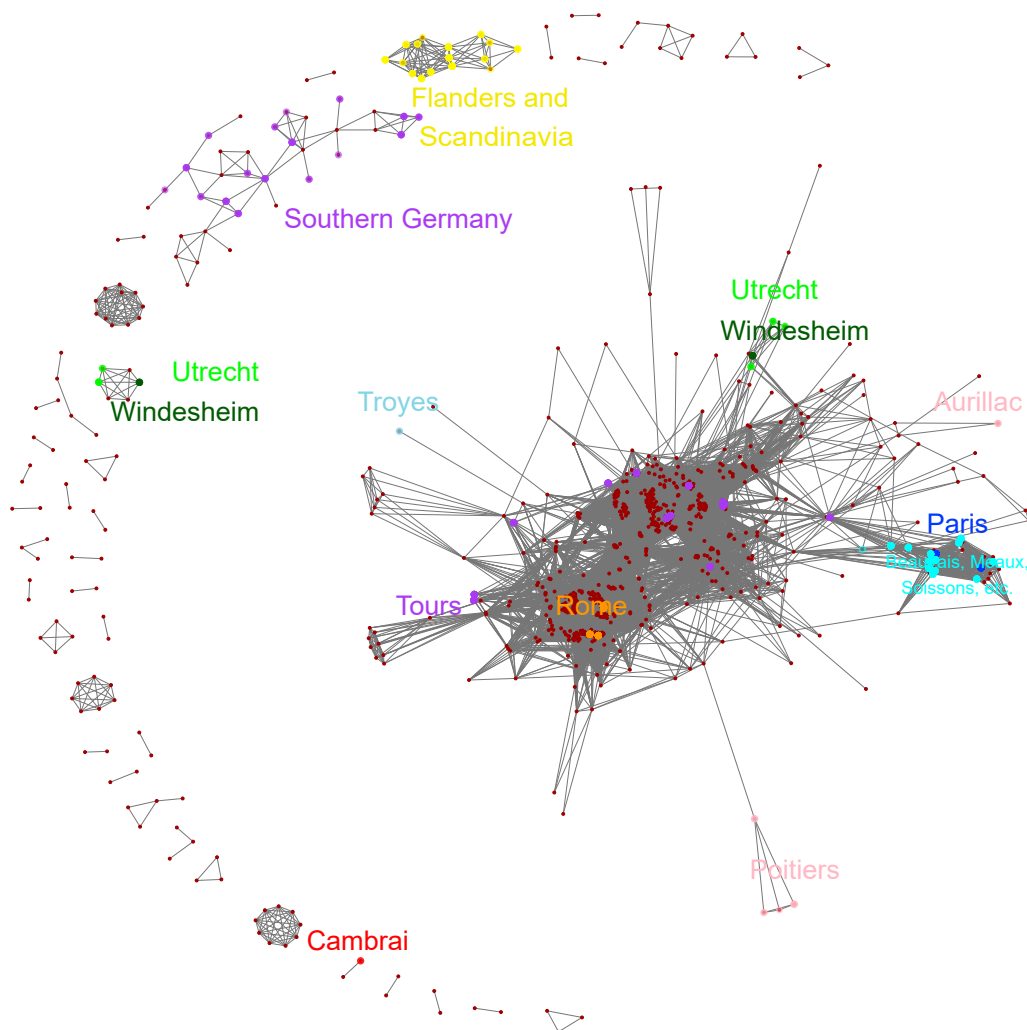 Flanders and
Scandinavia
Southern Germany
Utrecht
Windesheim
Utrecht
Windesheim
Troyes
Aurillac
Paris
Beauvais, Meaux,
Soissons, etc.
Tours
Rome
Poitiers
Cambrai